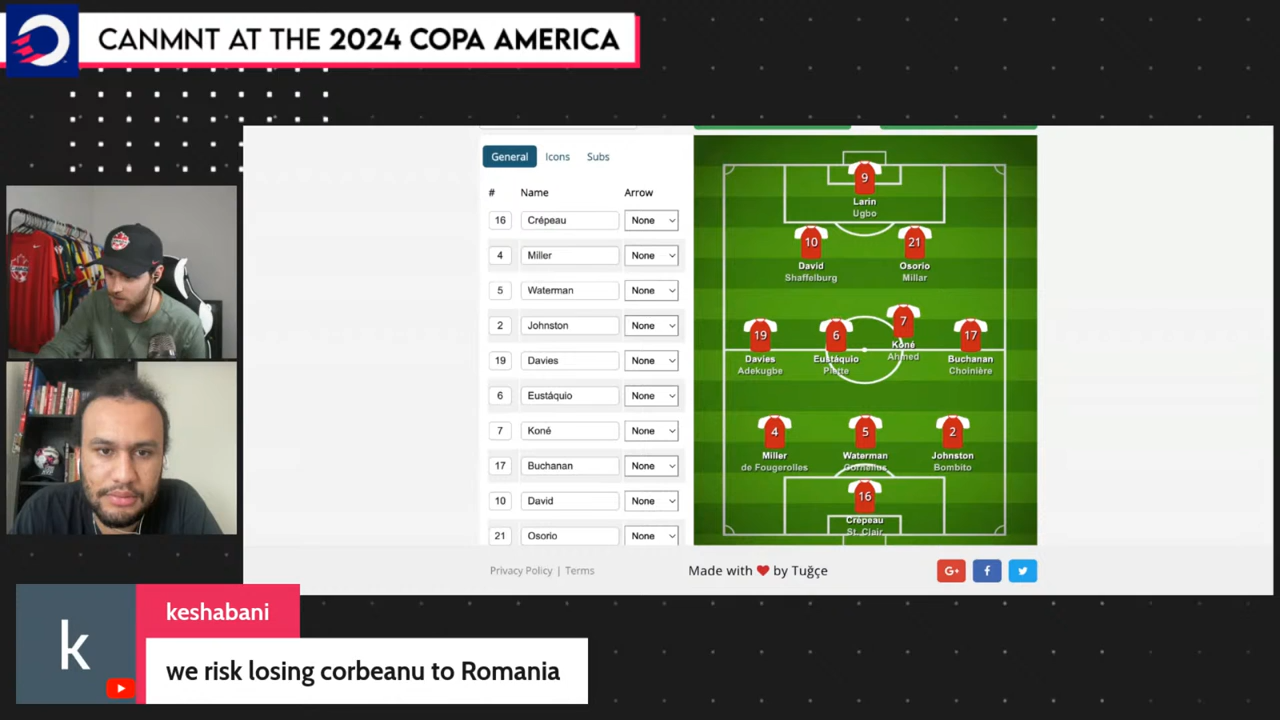 CANMNT AT THE 2024 COPA AMERICA
General Icons Subs
# Name Arrow
16 Crépeau None
4 Miller None
5 Waterman None
2 Johnston None
19 Davies None
6 Eustáquio None
7 Koné None
17 Buchanan None
10 David None
21 Osorio None
9
Larin
Ugbo
10 21
David Osorio
Shaffelburg Millar
19 6 7 17
Davies Eustáquio Koné Buchanan
Adekugbe Piette Ahmed Choinière
4 5 2
Miller Waterman Johnston
de Fougerolles Cornelius Bombito
16
Crépeau
St. Clair
Privacy Policy | Terms
Made with ❤ by Tuğçe
G+ f
k
keshabani
we risk losing corbeanu to Romania